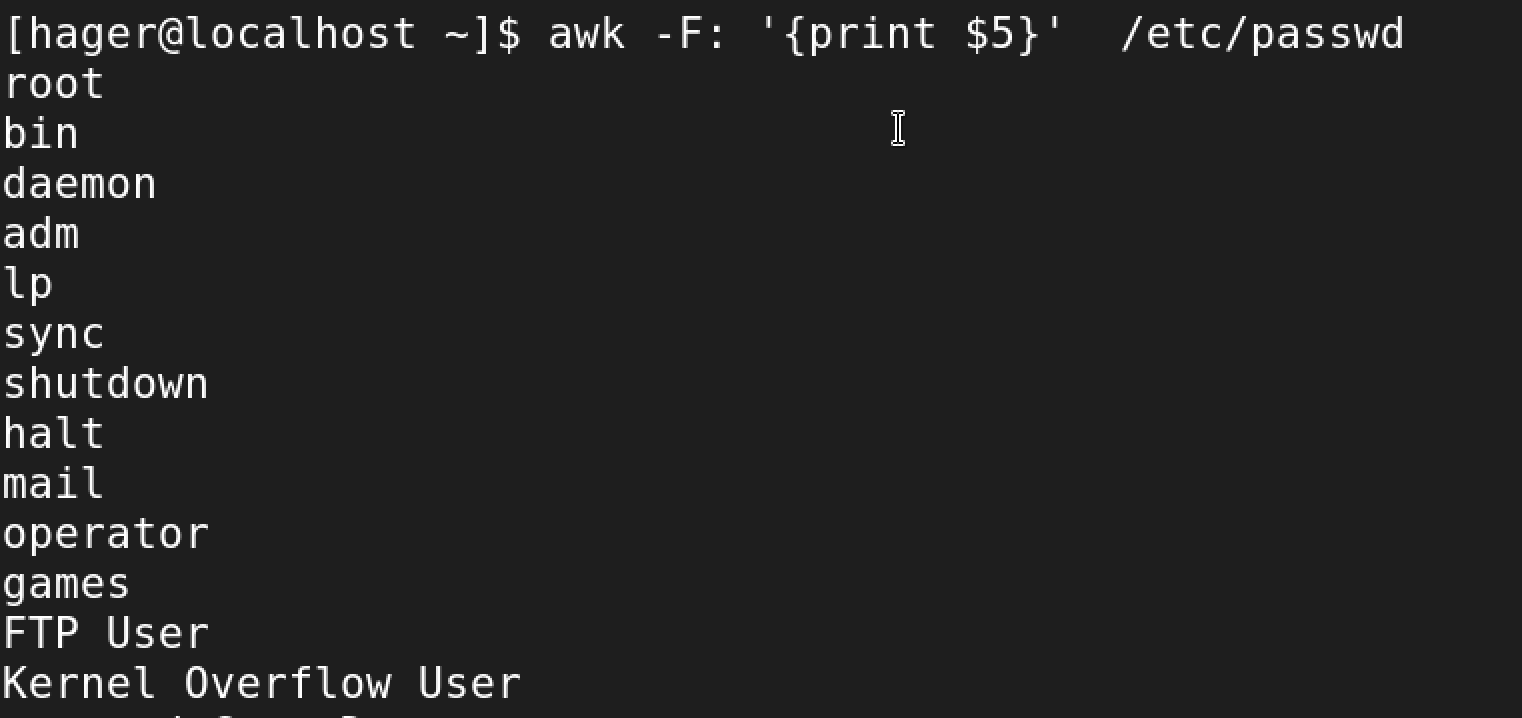 [hager@localhost ~]$ awk -F: '{print $5}'  /etc/passwd
root
bin
daemon
adm
lp
sync
shutdown
halt
mail
operator
games
FTP User
Kernel Overflow User